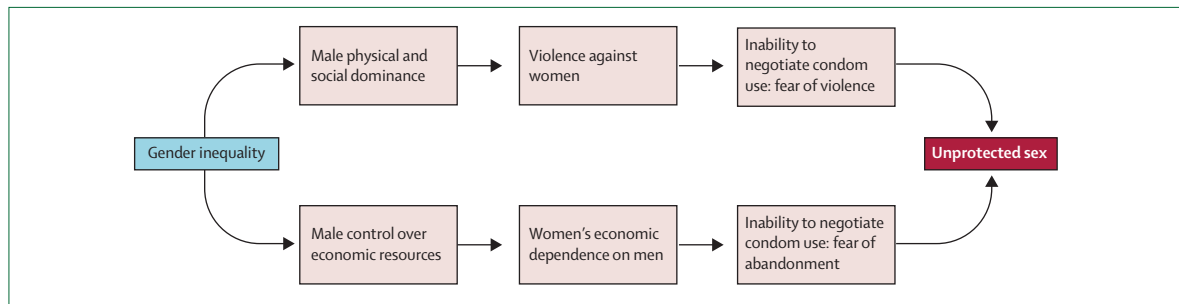 Male physical and
social dominance
Violence against
women
Inability to
negotiate condom
use: fear of violence
Gender inequality
Unprotected sex
Male control over
economic resources
Women’s economic
dependence on men
Inability to negotiate
condom use: fear of
abandonment